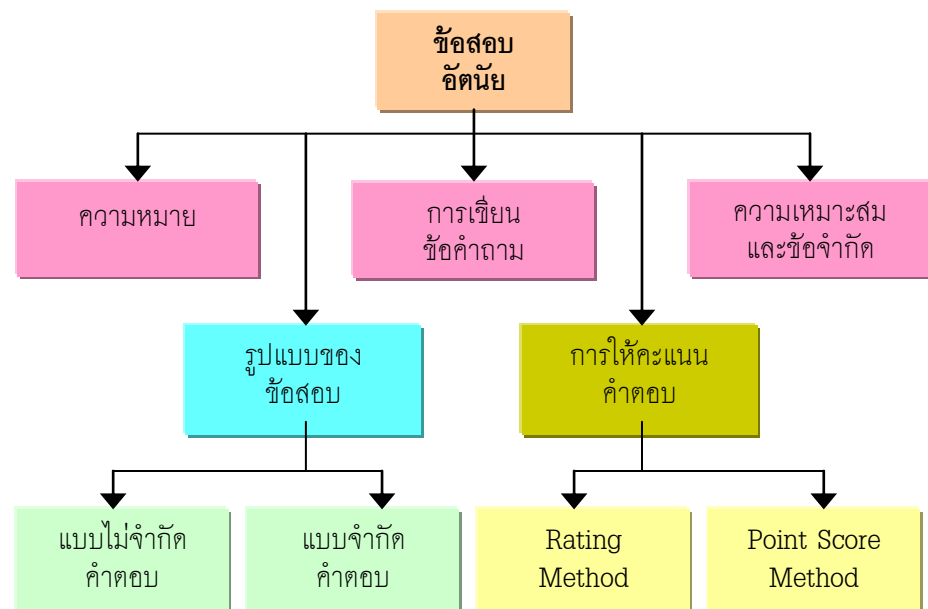 ข้อสอบ
อัตนัย
ความหมาย
การเขียน
ข้อคำถาม
ความเหมาะสม
และข้อจำกัด
รูปแบบของ
ข้อสอบ
การให้คะแนน
คำตอบ
แบบไม่จำกัด
คำตอบ
แบบจำกัด
คำตอบ
Rating
Method
Point Score
Method